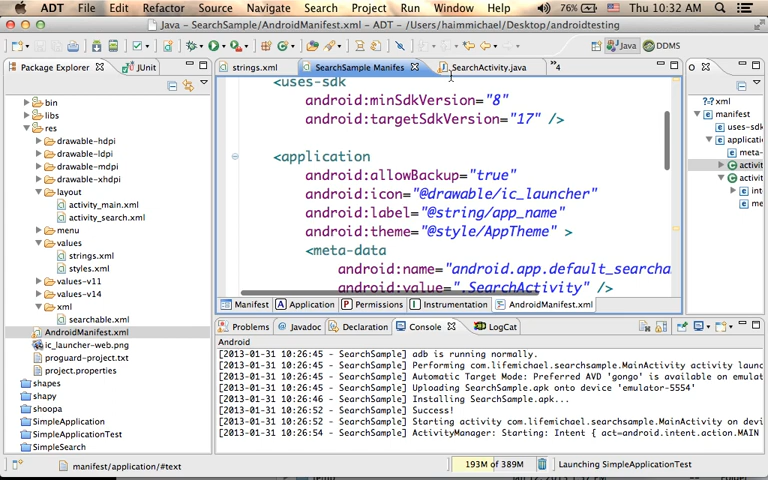 ADT File Edit Refactor Source Navigate Search Project Run Window 76% Thu 10:32 AM
Java - SearchSample/AndroidManifest.xml - ADT - /Users/haimmichael/Desktop/androidtesting
Java DDMS
Package Explorer JUnit
strings.xml SearchSample Manifes SearchActivity.java 4
bin
libs
res
drawable-hdpi
drawable-ldpi
drawable-mdpi
drawable-xhdpi
layout
activity_main.xml
activity_search.xml
menu
values
strings.xml
styles.xml
values-v11
values-v14
xml
searchable.xml
AndroidManifest.xml
ic_launcher-web.png
proguard-project.txt
project.properties
shapes
shapy
shoopa
SimpleApplication
SimpleApplicationTest
SimpleSearch
<uses-sdk
android:minSdkVersion="8"
android:targetSdkVersion="17" />
<application
android:allowBackup="true"
android:icon="@drawable/ic_launcher"
android:label="@string/app_name"
android:theme="@style/AppTheme" >
<meta-data
android:name="android.app.default_searcha
android:value=".SearchActivity" />
Manifest A Application P Permissions I Instrumentation AndroidManifest.xml
O
?=? xml
manifest
uses-sd
applicatio
meta-
activi
activi
int
me
Problems @ Javadoc Declaration Console LogCat
Android
[2013-01-31 10:26:45 - SearchSample] adb is running normally.
[2013-01-31 10:26:45 - SearchSample] Performing com.lifemichael.searchsample.MainActivity activity launc
[2013-01-31 10:26:45 - SearchSample] Automatic Target Mode: Preferred AVD 'gongo' is available on emulat
[2013-01-31 10:26:45 - SearchSample] Uploading SearchSample.apk onto device 'emulator-5554'
[2013-01-31 10:26:46 - SearchSample] Installing SearchSample.apk...
[2013-01-31 10:26:52 - SearchSample] Success!
[2013-01-31 10:26:52 - SearchSample] Starting activity com.lifemichael.searchsample.MainActivity on devi
[2013-01-31 10:26:54 - SearchSample] ActivityManager: Starting: Intent { act=android.intent.action.MAIN
manifest/application/#text 193M of 389M Launching SimpleApplicationTest